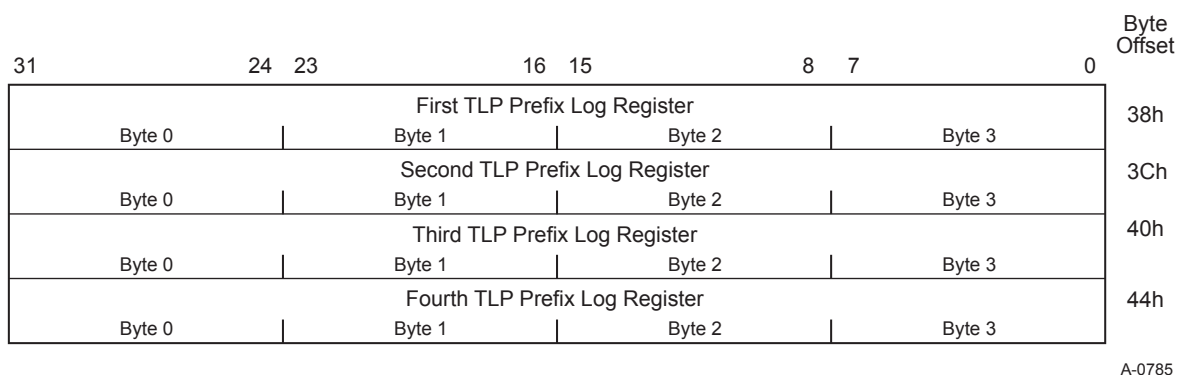 Byte
Offset
31 24 23 16 15 8 7 0
First TLP Prefix Log Register
38h
Byte 0 Byte 1 Byte 2 Byte 3
Second TLP Prefix Log Register
3Ch
Byte 0 Byte 1 Byte 2 Byte 3
Third TLP Prefix Log Register
40h
Byte 0 Byte 1 Byte 2 Byte 3
Fourth TLP Prefix Log Register
44h
Byte 0 Byte 1 Byte 2 Byte 3
A-0785